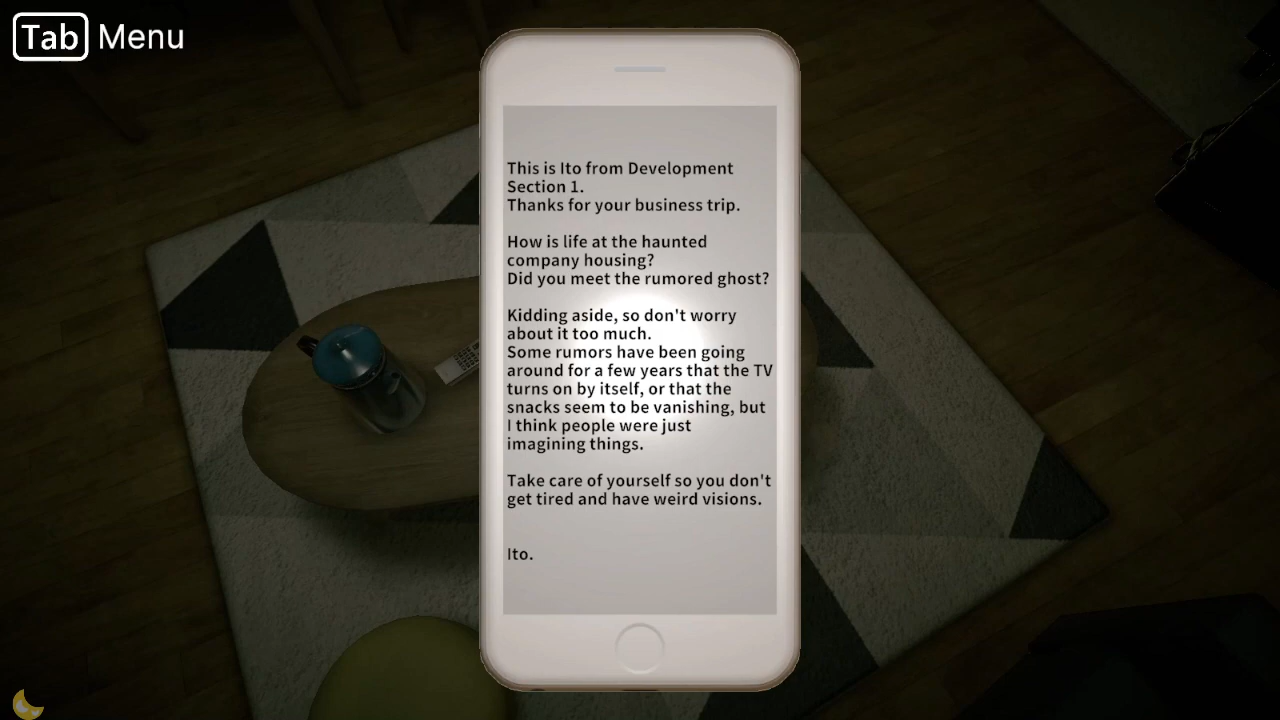 Tab Menu
This is Ito from Development
Section 1.
Thanks for your business trip.
How is life at the haunted
company housing?
Did you meet the rumored ghost?
Kidding aside, so don't worry
about it too much.
Some rumors have been going
around for a few years that the TV
turns on by itself, or that the
snacks seem to be vanishing, but
I think people were just
imagining things.
Take care of yourself so you don't
get tired and have weird visions.
Ito.